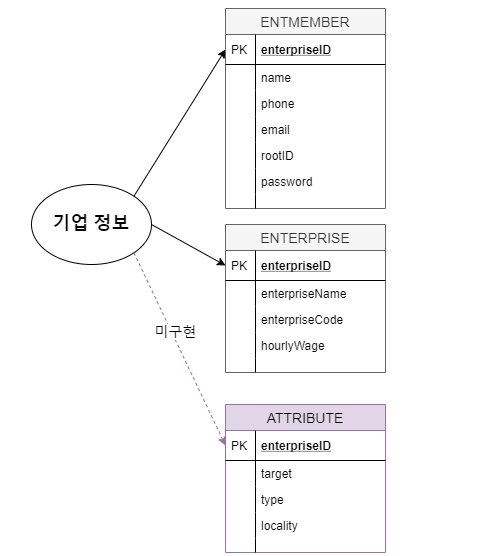 ENTMEMBER
PK enterpriseID
name
phone
email
rootID
password
기업 정보
ENTERPRISE
PK enterpriseID
enterpriseName
enterpriseCode
hourlyWage
미구현
ATTRIBUTE
PK enterpriseID
target
type
locality